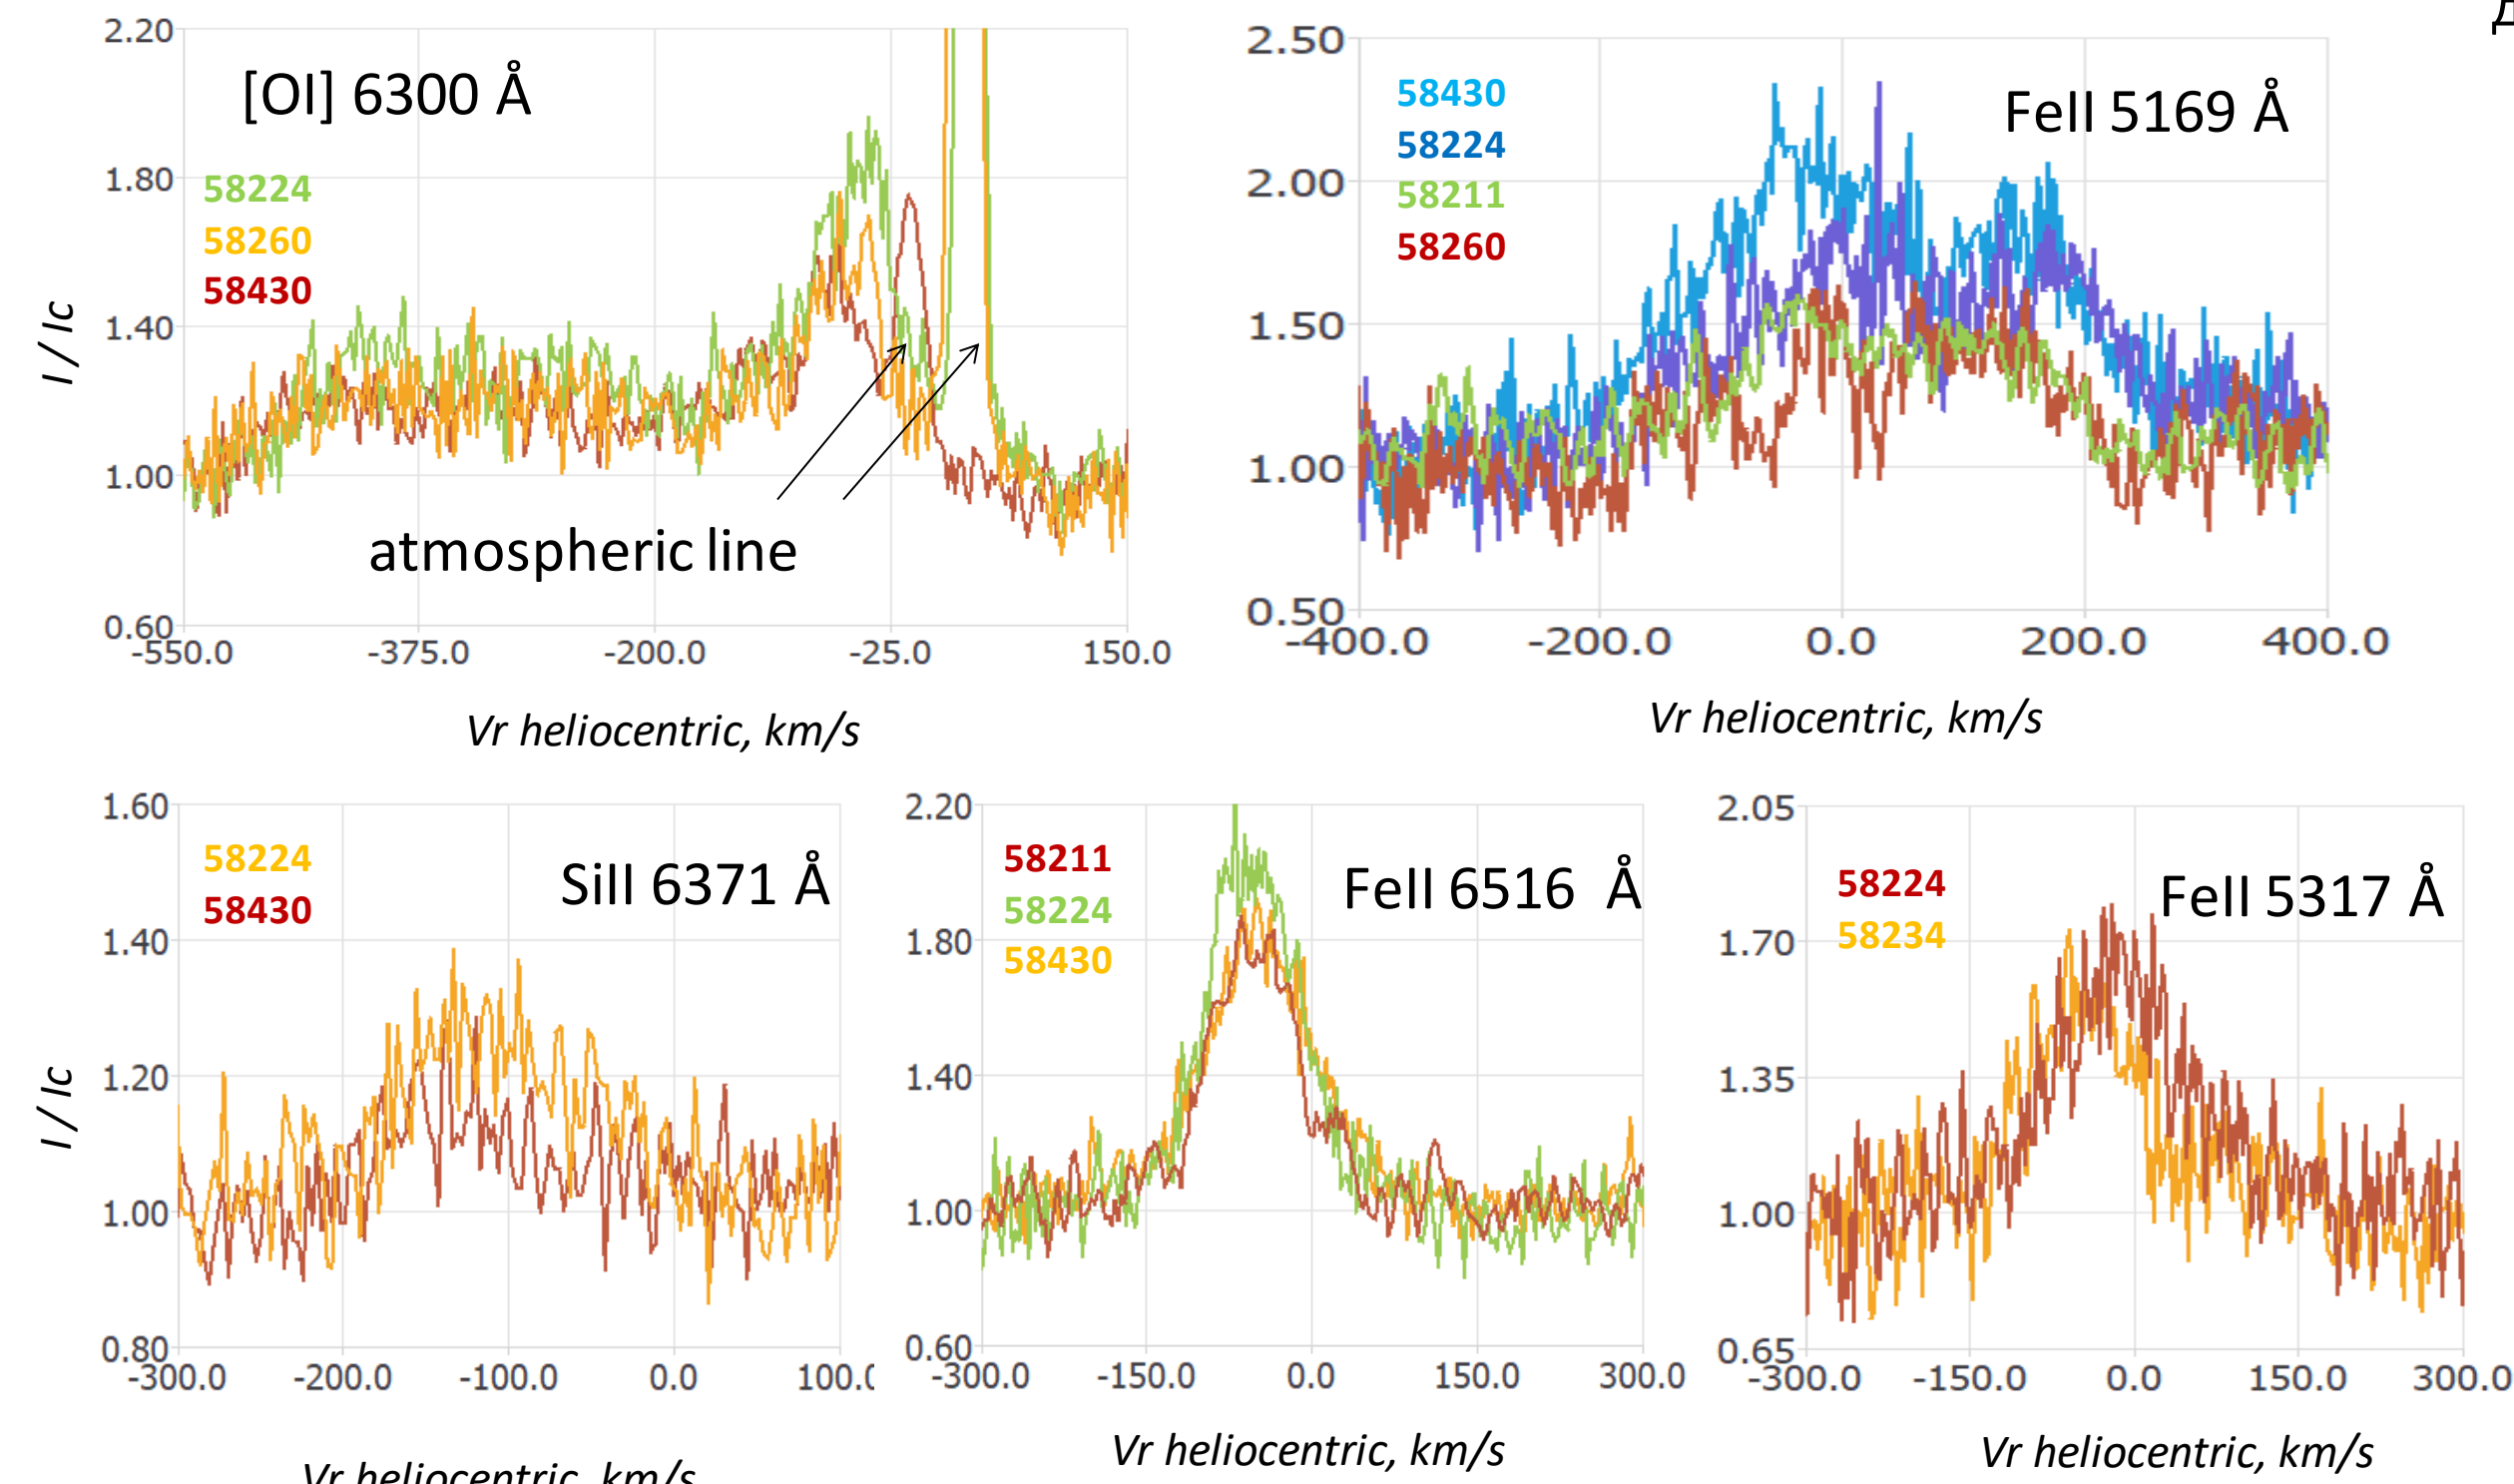 д
2.20
[OI] 6300 Å
1.80
58224
58260
58430
1.40
I / Ic
1.00
atmospheric line
0.60
-550.0 -375.0 -200.0 -25.0 150.0
Vr heliocentric, km/s
2.50
58430
FeII 5169 Å
58224
2.00
58211
58260
1.50
1.00
0.50
-400.0 -200.0 0.0 200.0 400.0
Vr heliocentric, km/s
1.60
58224
SiII 6371 Å
58430
1.40
1.20
I / Ic
1.00
0.80
-300.0 -200.0 -100.0 0.0 100.0
Vr heliocentric, km/s
2.20
58211
FeII 6516 Å
58224
1.80
58430
1.40
1.00
0.60
-300.0 -150.0 0.0 150.0 300.0
Vr heliocentric, km/s
2.05
58224
FeII 5317 Å
1.70
58234
1.35
1.00
0.65
-300.0 -150.0 0.0 150.0 300.0
Vr heliocentric, km/s